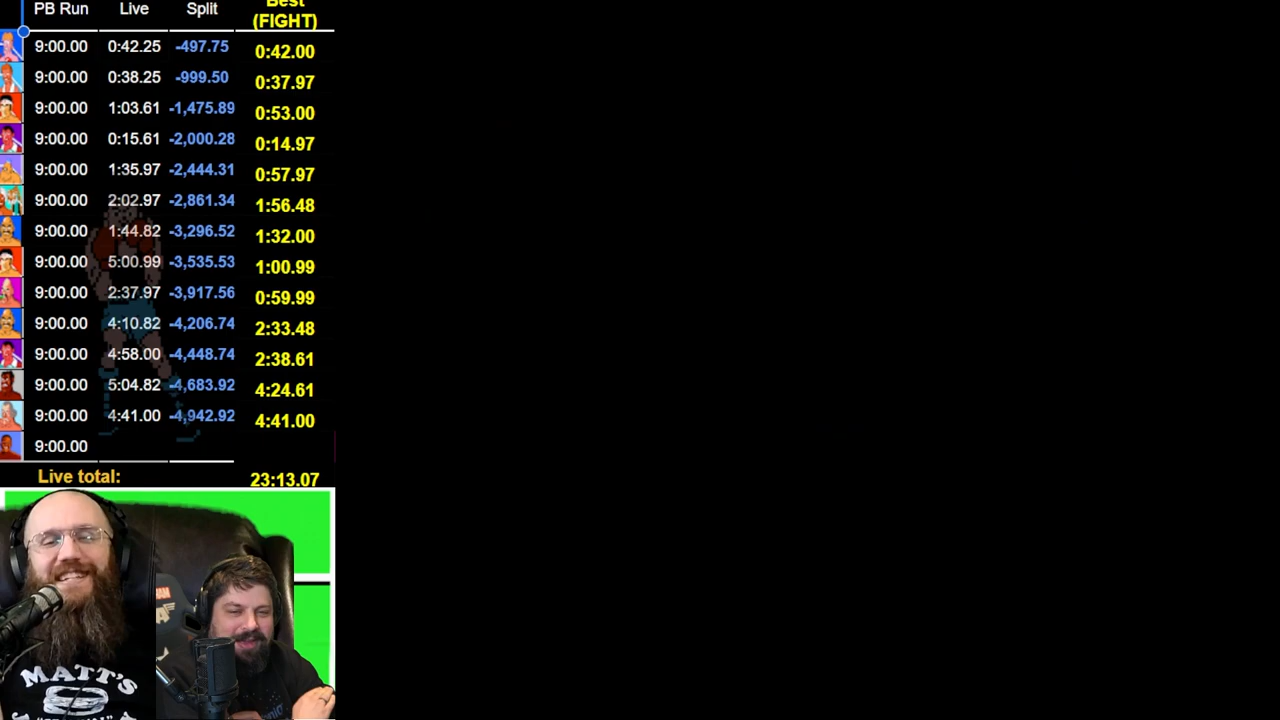 PB Run Live Split Best (FIGHT)
9:00.00 0:42.25 -497.75 0:42.00
9:00.00 0:38.25 -999.50 0:37.97
9:00.00 1:03.61 -1,475.89 0:53.00
9:00.00 0:15.61 -2,000.28 0:14.97
9:00.00 1:35.97 -2,444.31 0:57.97
9:00.00 2:02.97 -2,861.34 1:56.48
9:00.00 1:44.82 -3,296.52 1:32.00
9:00.00 5:00.99 -3,535.53 1:00.99
9:00.00 2:37.97 -3,917.56 0:59.99
9:00.00 4:10.82 -4,206.74 2:33.48
9:00.00 4:58.00 -4,448.74 2:38.61
9:00.00 5:04.82 -4,683.92 4:24.61
9:00.00 4:41.00 -4,942.92 4:41.00
9:00.00
Live total: 23:13.07
MATT'S